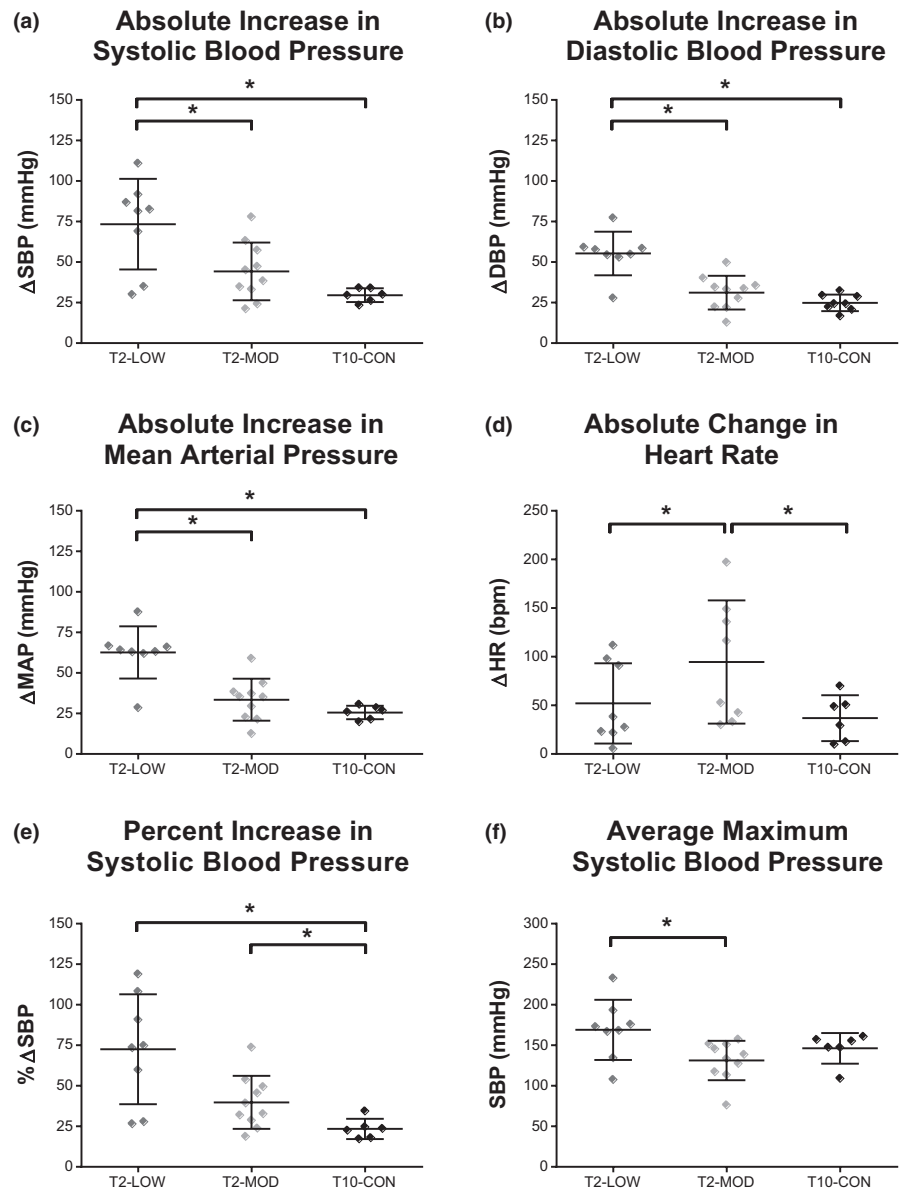 (a) Absolute Increase in
Systolic Blood Pressure
*
*
ΔSBP (mmHg)
150
125
100
75
50
25
0
T2-LOW T2-MOD T10-CON
(b) Absolute Increase in
Diastolic Blood Pressure
*
*
ΔDBP (mmHg)
150
125
100
75
50
25
0
T2-LOW T2-MOD T10-CON
(c) Absolute Increase in
Mean Arterial Pressure
*
*
ΔMAP (mmHg)
150
125
100
75
50
25
0
T2-LOW T2-MOD T10-CON
(d) Absolute Change in
Heart Rate
* *
ΔHR (bpm)
250
200
150
100
50
0
T2-LOW T2-MOD T10-CON
(e) Percent Increase in
Systolic Blood Pressure
*
*
%ΔSBP
150
125
100
75
50
25
0
T2-LOW T2-MOD T10-CON
(f) Average Maximum
Systolic Blood Pressure
*
SBP (mmHg)
300
250
200
150
100
50
0
T2-LOW T2-MOD T10-CON